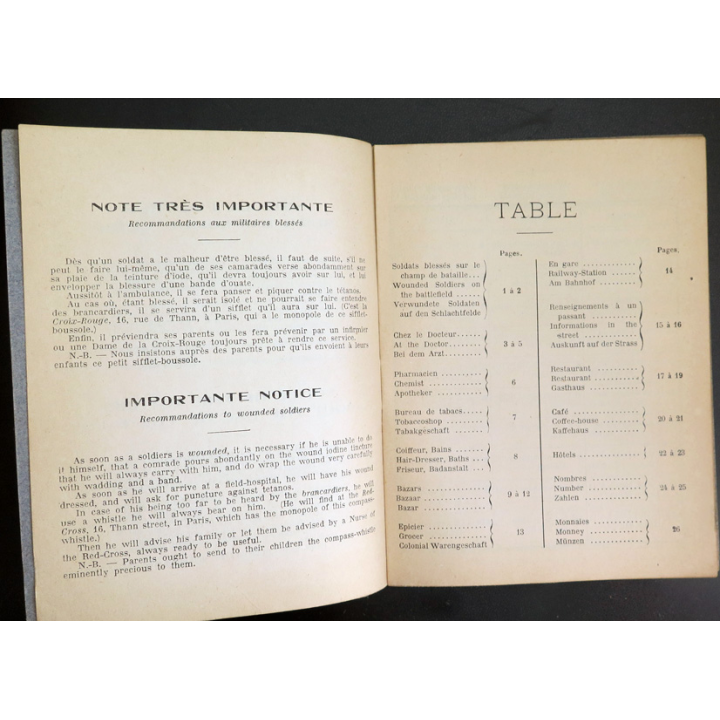 NOTE TRÈS IMPORTANTE
Recommandations aux militaires blessés
Dès qu'un soldat a le malheur d'être blessé, il faut de suite, s'il ne
peut le faire lui-même, qu'un de ses camarades verse abondamment sur
sa plaie de la teinture d'iode, qu'il devra toujours avoir sur lui, et lui
envelopper la blessure d'une bande d'ouate.
Aussitôt à l'ambulance, il se fera panser et piquer contre le tétanos.
Au cas où, étant blessé, il serait isolé et ne pourrait se faire entendre
des brancardiers, il se préviendra d'un sifflet qu'il aura sur lui. (C'est la
Croix-Rouge, 16, rue de Thann, à Paris, qui a le monopole de ce sifflet-
boussole.)
Enfin, il préviendra ses parents ou les fera prévenir par un infirmier
ou une Dame de la Croix-Rouge toujours prête à rendre ce service.
N.-B. — Nous insistons auprès des parents pour qu'ils envoient à leurs
enfants ce petit sifflet-boussole.
IMPORTANTE NOTICE
Recommendations to wounded soldiers
As soon as a soldiers is wounded, it is necessary if he is unable to do
it himself, that a comrade pours abondantly on the wound iodine tincture
that he will always carry with him, and do wrap the wound very carefully
with wadding and a band.
As soon as he will arrive at a field-hospital, he will have his wound
dressed, and will ask for puncture against tetanos.
In case of his being too far to be heard by the brancardiers, he will
use a whistle he will always bear on him. (He will find at the Red-
Cross, 16, Thann street, in Paris, which has the monopole of this compass-
whistle.)
Then he will advise his family or let them be advised by a Nurse of
the Red-Cross, always ready to be useful.
N.-B. — Parents ought to send to their children the compass-whistle
eminently precious to them.
TABLE
Pages.
Soldats blessés sur le
champ de bataille...
Wounded Soldiers on
the battlefield ......
Verwundete Soldaten
auf den Schlachtfelde
1 à 2
Chez le Docteur......
At the Doctor........
Bei dem Arzt........
3 à 5
Pharmacien ..........
Chemist .............
Apotheker ...........
6
Bureau de tabacs.....
Tobaccoshop .........
Tabakgeschaft .......
7
Coiffeur, Bains ......
Hair-Dresser, Baths ...
Friseur, Badanstalt ...
8
Bazars ..............
Bazaar ..............
Bazar ...............
9 à 12
Epicier ..............
Grocer ..............
Colonial Warengeschaft
13
Pages.
En gare .............
Railway-Station ......
Am Bahnhof .........
14
Renseignements à un
passant ............
Informations in the
street .............
Auskunft auf der Strass
15 à 16
Restaurant ..........
Restaurant ..........
Gasthaus ............
17 à 19
Café ................
Coffee-house .........
Kaffehaus ...........
20 à 21
Hôtels ..............
22 à 23
Nombres ............
Number .............
Zahlen ..............
24 à 25
Monnaies ............
Monney .............
Münzen .............
26